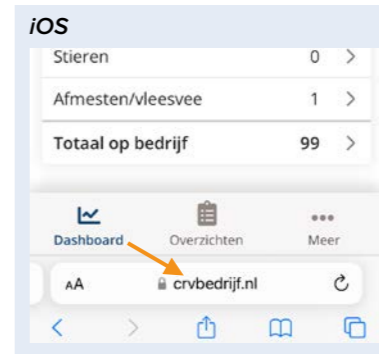 iOS
Stieren 0
Afmesten/vleesvee 1
Totaal op bedrijf 99
Dashboard Overzichten Meer
AA crvbedrijf.nl